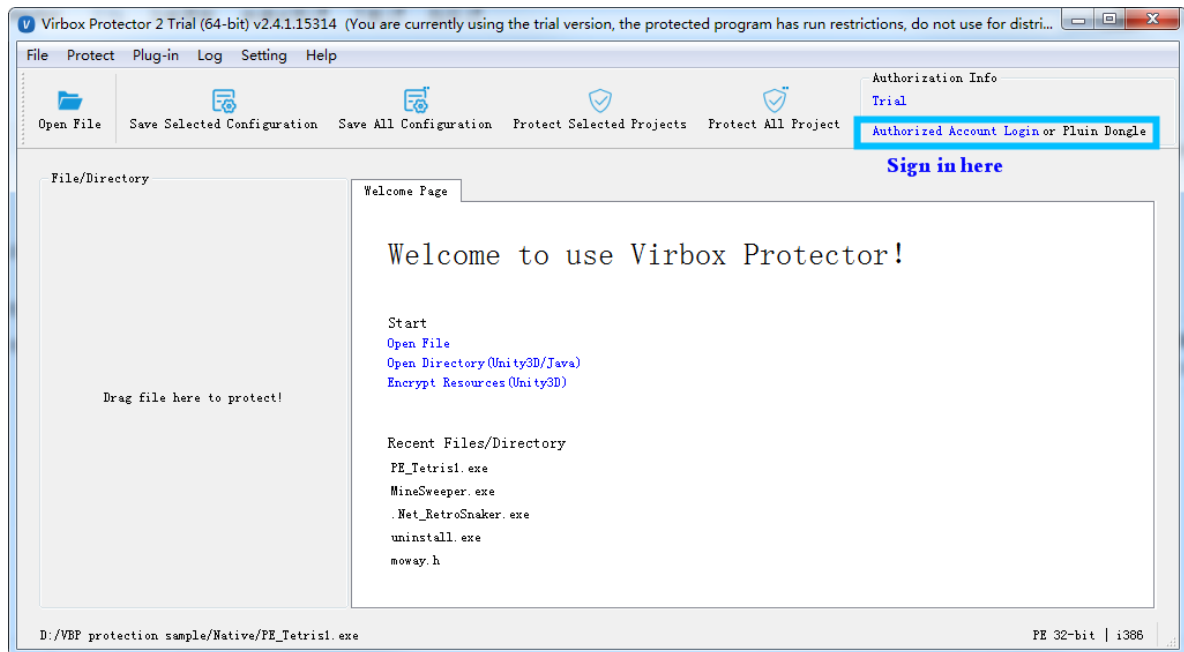 Virbox Protector 2 Trial (64-bit) v2.4.1.15314 (You are currently using the trial version, the protected program has run restrictions, do not use for distri...
File Protect Plug-in Log Setting Help
Open File Save Selected Configuration Save All Configuration Protect Selected Projects Protect All Project
Authorization Info
Trial
Authorized Account Login or Pluin Dongle
Sign in here
File/Directory
Drag file here to protect!
Welcome Page
Welcome to use Virbox Protector!
Start
Open File
Open Directory(Unity3D/Java)
Encrypt Resources(Unity3D)
Recent Files/Directory
PE_Tetris1.exe
MineSweeper.exe
.Net_RetroSnaker.exe
uninstall.exe
moway.h
D:/VBP protection sample/Native/PE_Tetris1.exe
PE 32-bit | i386